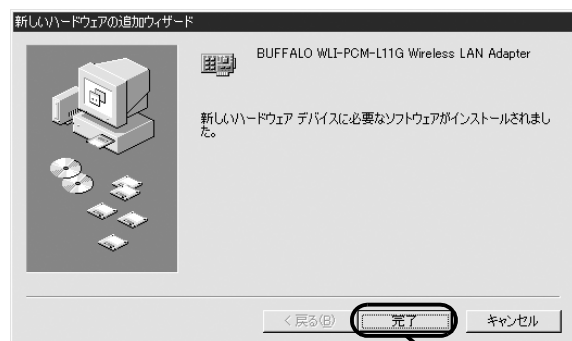 新しいハードウェアの追加ウィザード
BUFFALO WLI-PCM-L11G Wireless LAN Adapter
新しいハードウェア デバイスに必要なソフトウェアがインストールされまし
た。
< 戻る(B)
完了
キャンセル